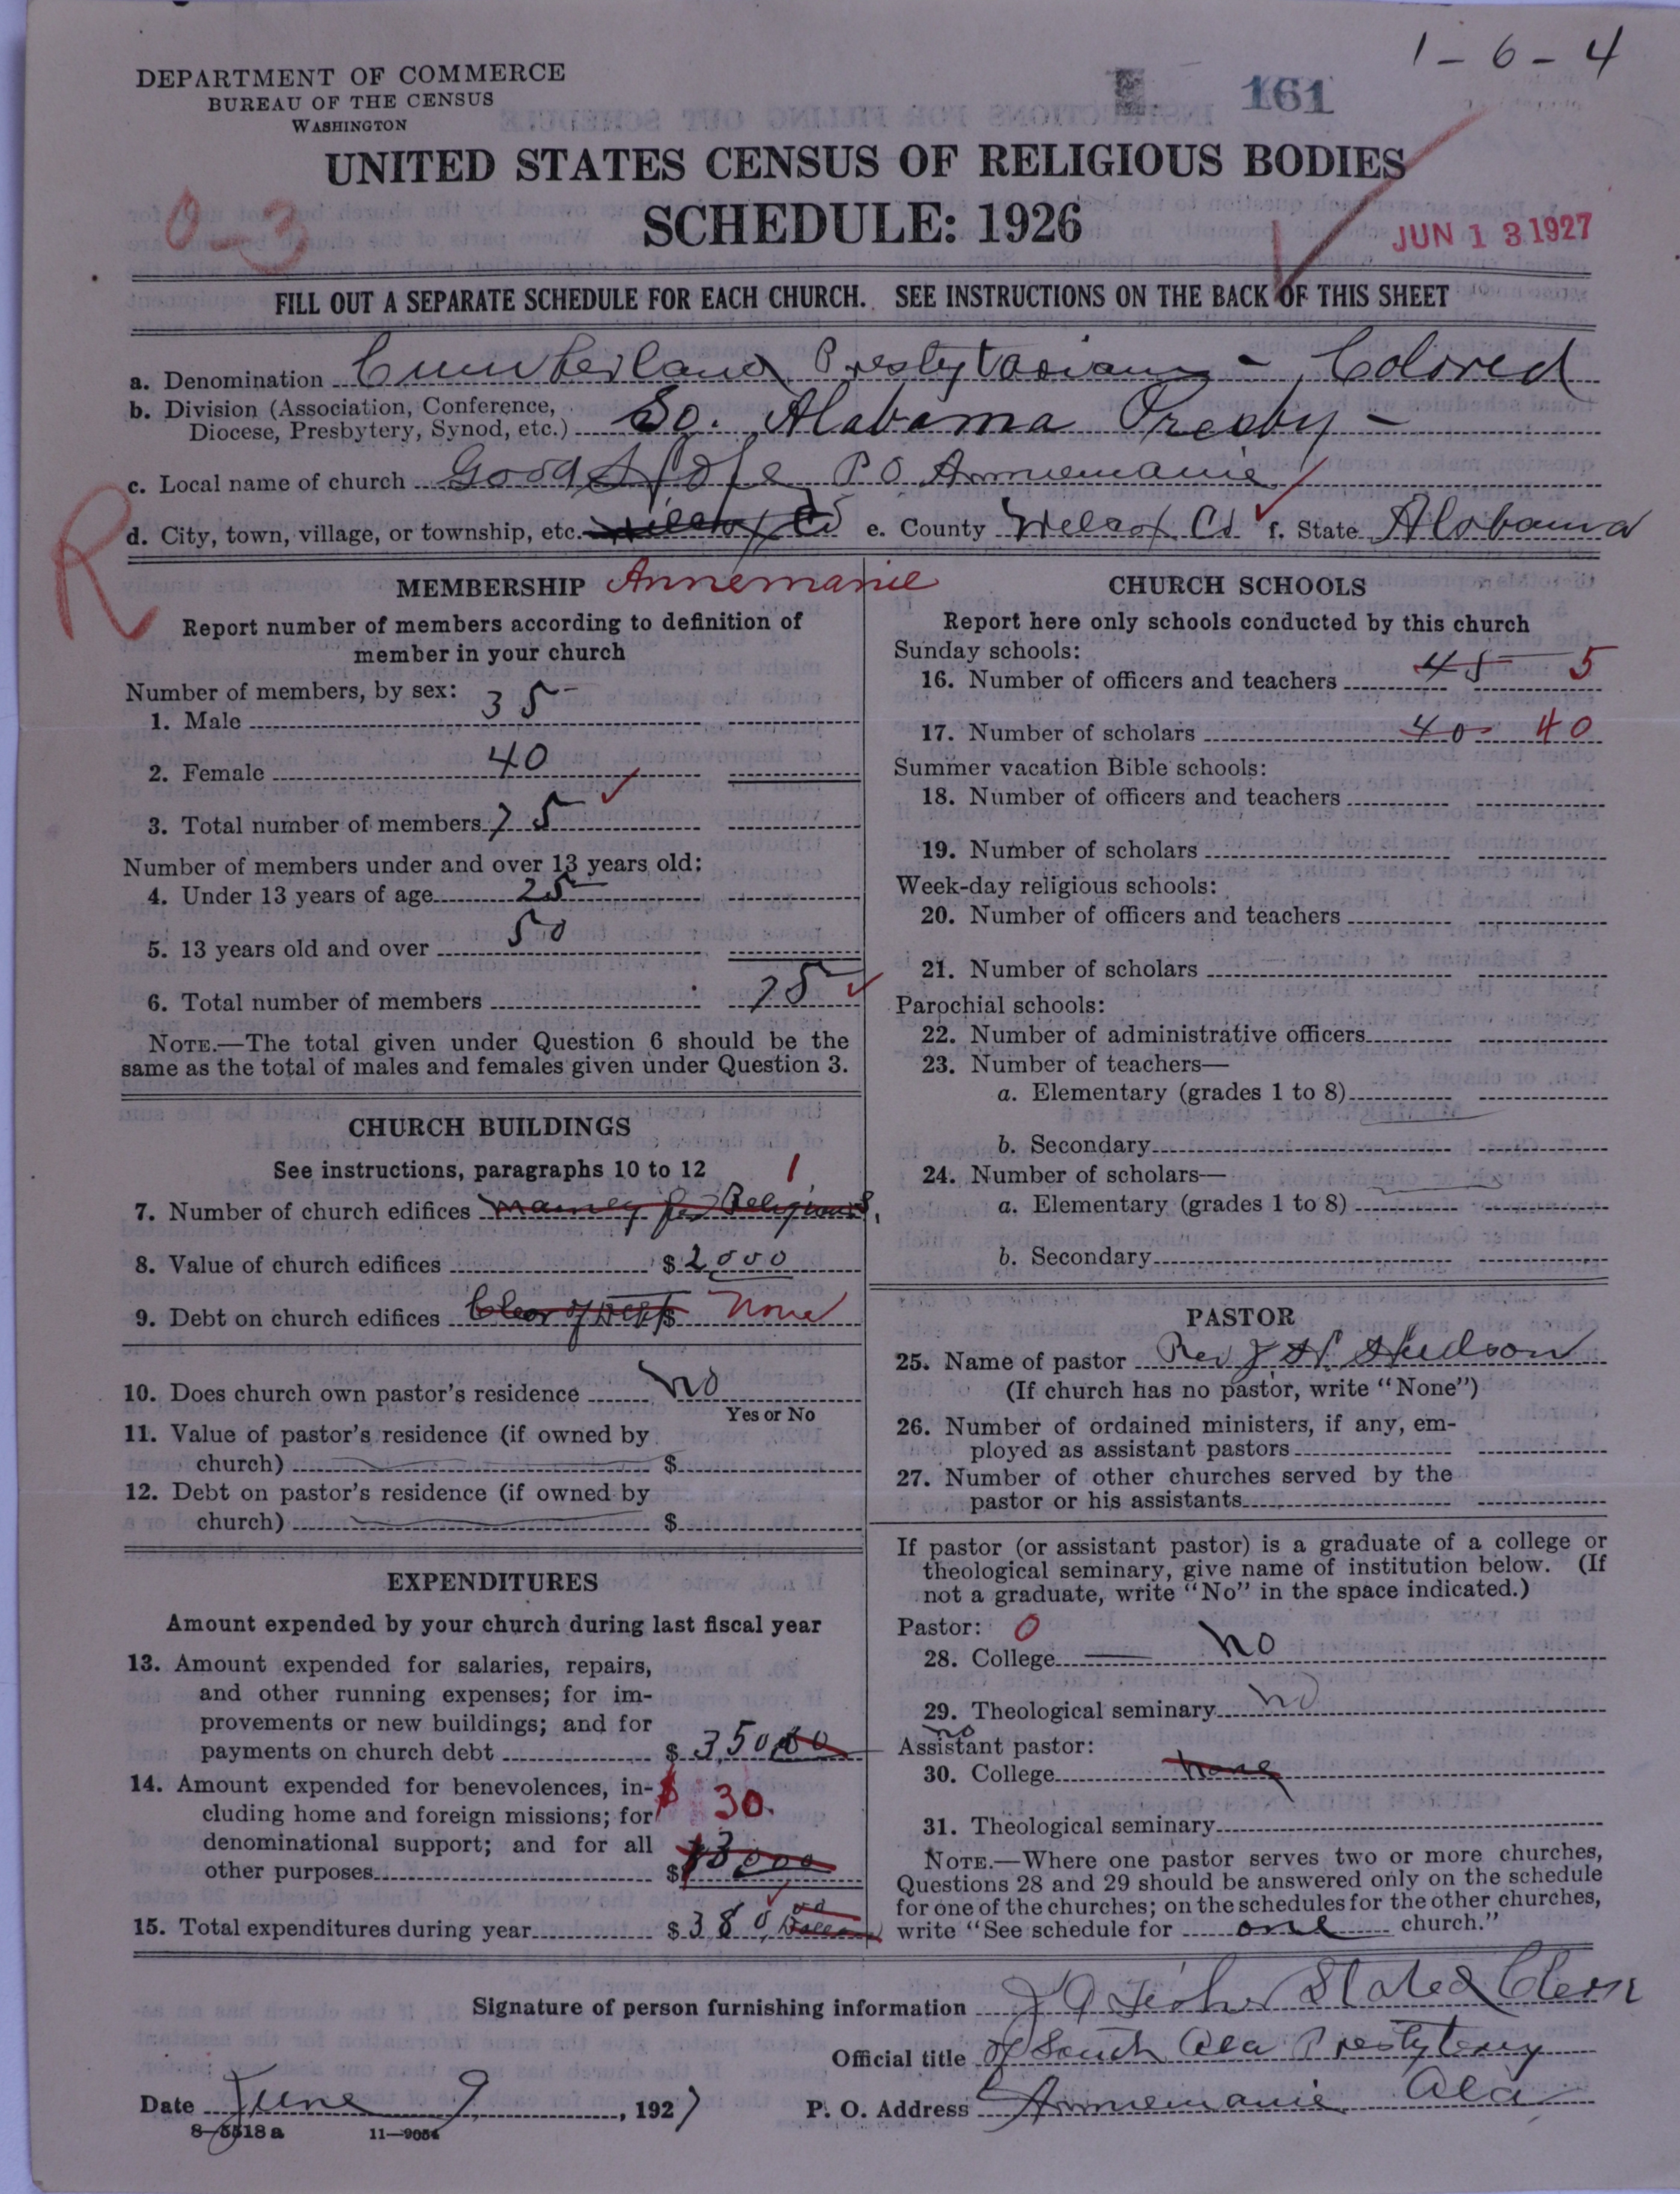 1-6-4
DEPARTMENT OF COMMERCE
BUREAU OF THE CENSUS
WASHINGTON
161
UNITED STATES CENSUS OF RELIGIOUS BODIES
SCHEDULE: 1926
0-3
JUN 13 1927
FILL OUT A SEPARATE SCHEDULE FOR EACH CHURCH. SEE INSTRUCTIONS ON THE BACK OF THIS SHEET
a. Denomination Cumberland Presbyterian - Colored
b. Division (Association, Conference, Diocese, Presbytery, Synod, etc.) So. Alabama Presby-
c. Local name of church Good Hope P O Annemanie
d. City, town, village, or township, etc. Wilcox Co e. County Wilcox Co f. State Alabama
R
MEMBERSHIP Annemanie
Report number of members according to definition of
member in your church
Number of members, by sex:
1. Male 35
2. Female 40
3. Total number of members 75
Number of members under and over 13 years old:
4. Under 13 years of age 25
5. 13 years old and over 50
6. Total number of members 75
NOTE.—The total given under Question 6 should be the
same as the total of males and females given under Question 3.
CHURCH BUILDINGS
See instructions, paragraphs 10 to 12
7. Number of church edifices 1
8. Value of church edifices $2000
9. Debt on church edifices Clear of Debt $ None
10. Does church own pastor's residence no
Yes or No
11. Value of pastor's residence (if owned by
church) $
12. Debt on pastor's residence (if owned by
church) $
EXPENDITURES
Amount expended by your church during last fiscal year
13. Amount expended for salaries, repairs,
and other running expenses; for im-
provements or new buildings; and for
payments on church debt $ 350.00
14. Amount expended for benevolences, in- $ 30.
cluding home and foreign missions; for
denominational support; and for all
other purposes $ 3000
15. Total expenditures during year $ 380
CHURCH SCHOOLS
Report here only schools conducted by this church
Sunday schools:
16. Number of officers and teachers 45 5
17. Number of scholars 40 40
Summer vacation Bible schools:
18. Number of officers and teachers
19. Number of scholars
Week-day religious schools:
20. Number of officers and teachers
21. Number of scholars
Parochial schools:
22. Number of administrative officers
23. Number of teachers—
a. Elementary (grades 1 to 8)
b. Secondary
24. Number of scholars—
a. Elementary (grades 1 to 8)
b. Secondary
PASTOR
25. Name of pastor Rev J H Hudson
(If church has no pastor, write "None")
26. Number of ordained ministers, if any, em-
ployed as assistant pastors
27. Number of other churches served by the
pastor or his assistants
If pastor (or assistant pastor) is a graduate of a college or
theological seminary, give name of institution below. (If
not a graduate, write "No" in the space indicated.)
Pastor: 0
28. College no
29. Theological seminary no
no
Assistant pastor:
30. College none
31. Theological seminary
NOTE.—Where one pastor serves two or more churches,
Questions 28 and 29 should be answered only on the schedule
for one of the churches; on the schedules for the other churches,
write "See schedule for one church."
Signature of person furnishing information Stated Clerk
Official title of South Ala Presbytery
Date June 9, 1927 P. O. Address Annemanie Ala
8-5518a 11-9054